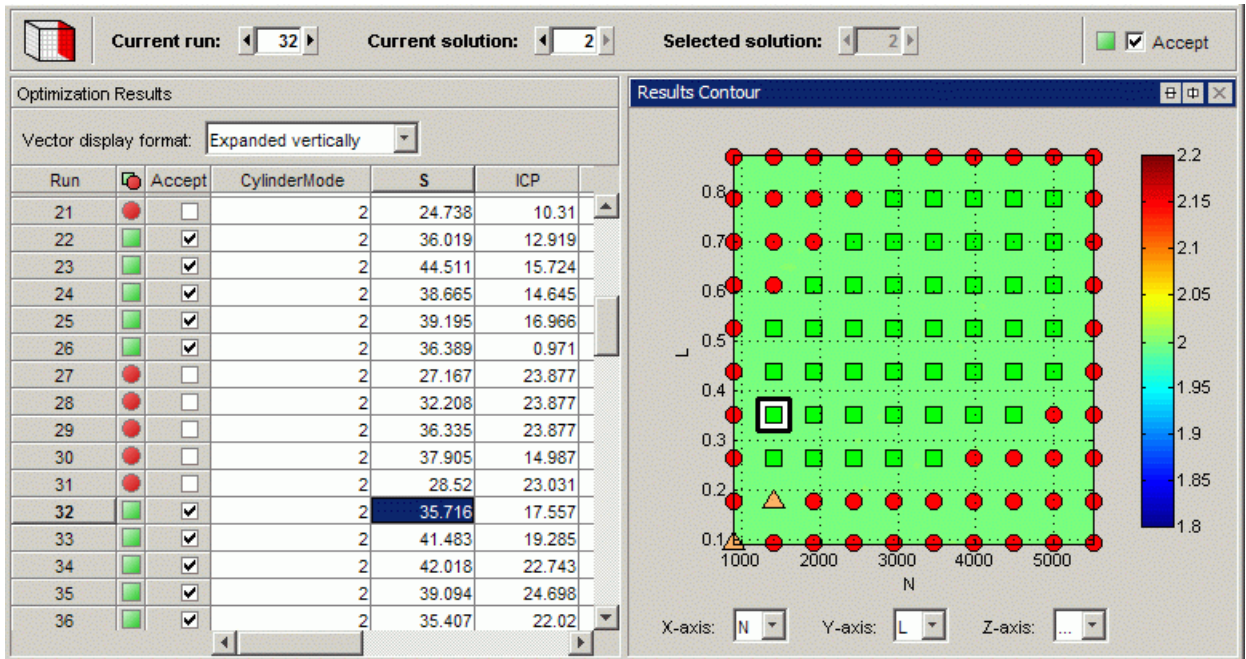 Current run: 32 Current solution: 2 Selected solution: 2 Accept
Optimization Results
Vector display format: Expanded vertically
Run Accept CylinderMode S ICP
21 2 24.738 10.31
22 2 36.019 12.919
23 2 44.511 15.724
24 2 38.665 14.645
25 2 39.195 16.966
26 2 36.389 0.971
27 2 27.167 23.877
28 2 32.208 23.877
29 2 36.335 23.877
30 2 37.905 14.987
31 2 28.52 23.031
32 2 35.716 17.557
33 2 41.483 19.285
34 2 42.018 22.743
35 2 39.094 24.698
36 2 35.407 22.02
Results Contour
0.8
0.7
0.6
0.5
0.4
0.3
0.2
0.1
L
1000 2000 3000 4000 5000
N
2.2
2.15
2.1
2.05
2
1.95
1.9
1.85
1.8
X-axis: N Y-axis: L Z-axis: ...